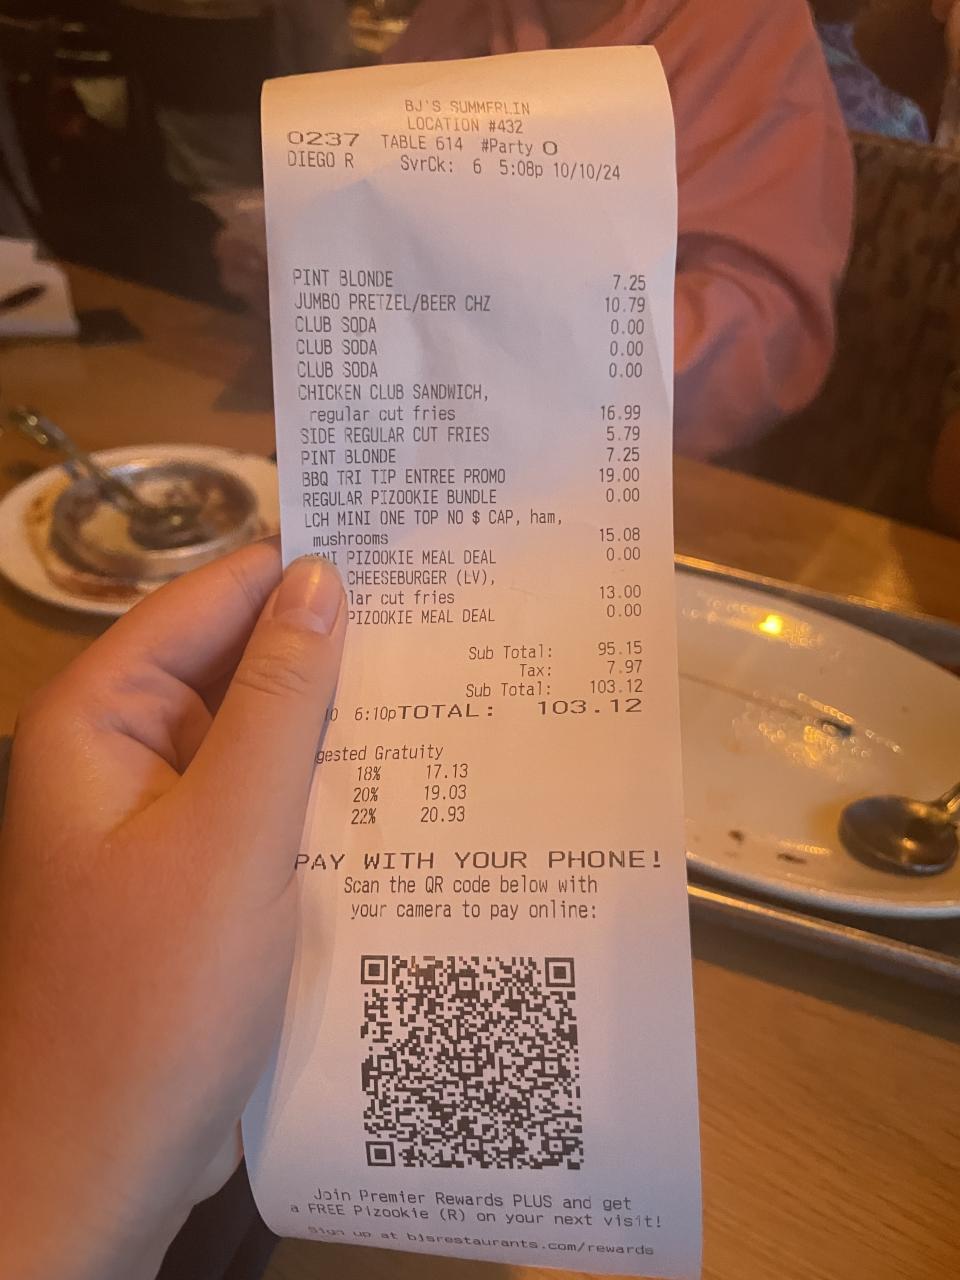 BJ'S SUMMERLIN
LOCATION #432
0237 TABLE 614 #Party 0
DIEGO R SvrCk: 6 5:08p 10/10/24
PINT BLONDE 7.25
JUMBO PRETZEL/BEER CHZ 10.79
CLUB SODA 0.00
CLUB SODA 0.00
CLUB SODA 0.00
CHICKEN CLUB SANDWICH,
regular cut fries 16.99
SIDE REGULAR CUT FRIES 5.79
PINT BLONDE 7.25
BBQ TRI TIP ENTREE PROMO 19.00
REGULAR PIZOOKIE BUNDLE 0.00
LCH MINI ONE TOP NO $ CAP, ham,
mushrooms 15.08
MINI PIZOOKIE MEAL DEAL 0.00
CHEESEBURGER (LV),
lar cut fries 13.00
PIZOOKIE MEAL DEAL 0.00
Sub Total: 95.15
Tax: 7.97
Sub Total: 103.12
10 6:10pTOTAL: 103.12
gested Gratuity
18% 17.13
20% 19.03
22% 20.93
PAY WITH YOUR PHONE!
Scan the QR code below with
your camera to pay online:
Join Premier Rewards PLUS and get
a FREE Pizookie (R) on your next visit!
Sign up at bjsrestaurants.com/rewards